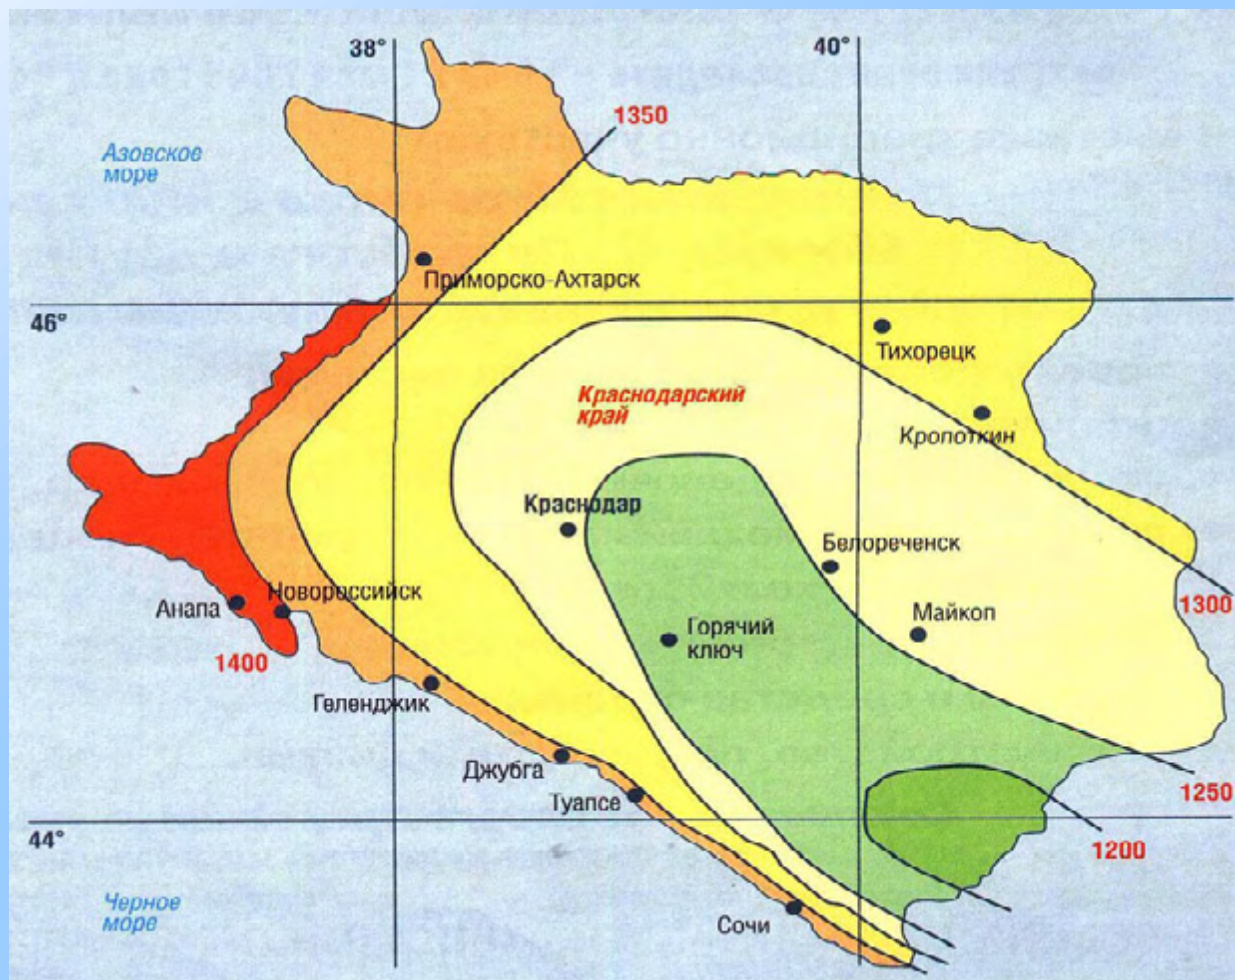 38°
40°
1350
Азовское
море
Приморско-Ахтарск
46°
Тихорецк
Краснодарский
край
Кропоткин
Краснодар
Белореченск
Новороссийск
Анапа
1300
Майкоп
Горячий
ключ
1400
Геленджик
Джубга
1250
Туапсе
44°
1200
Черное
море
Сочи